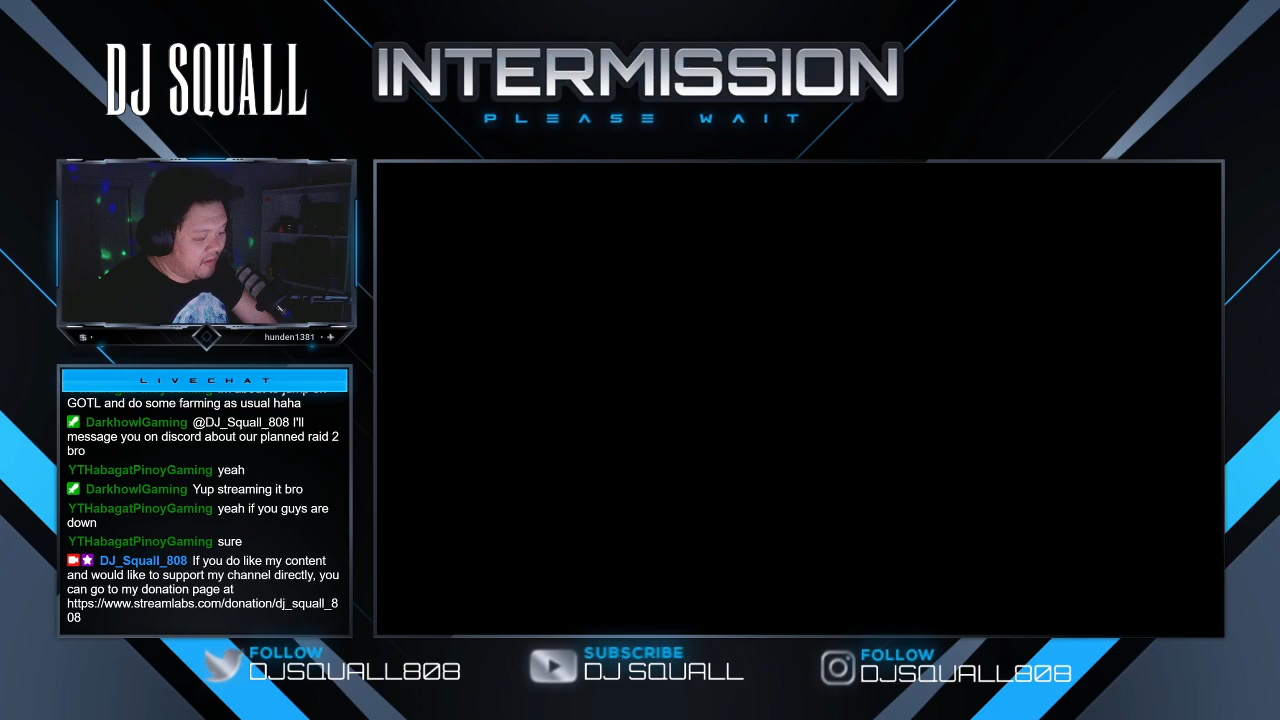 DJ SQUALL
INTERMISSION
PLEASE WAIT
$
hunden1381
LIVECHAT
GOTL and do some farming as usual haha
DarkhowlGaming @DJ_Squall_808 I'll
message you on discord about our planned raid 2
bro
YTHabagatPinoyGaming yeah
DarkhowlGaming Yup streaming it bro
YTHabagatPinoyGaming yeah if you guys are
down
YTHabagatPinoyGaming sure
DJ_Squall_808 If you do like my content
and would like to support my channel directly, you
can go to my donation page at
https://www.streamlabs.com/donation/dj_squall_8
08
FOLLOW
DJSQUALL808
SUBSCRIBE
DJ SQUALL
FOLLOW
DJSQUALL808